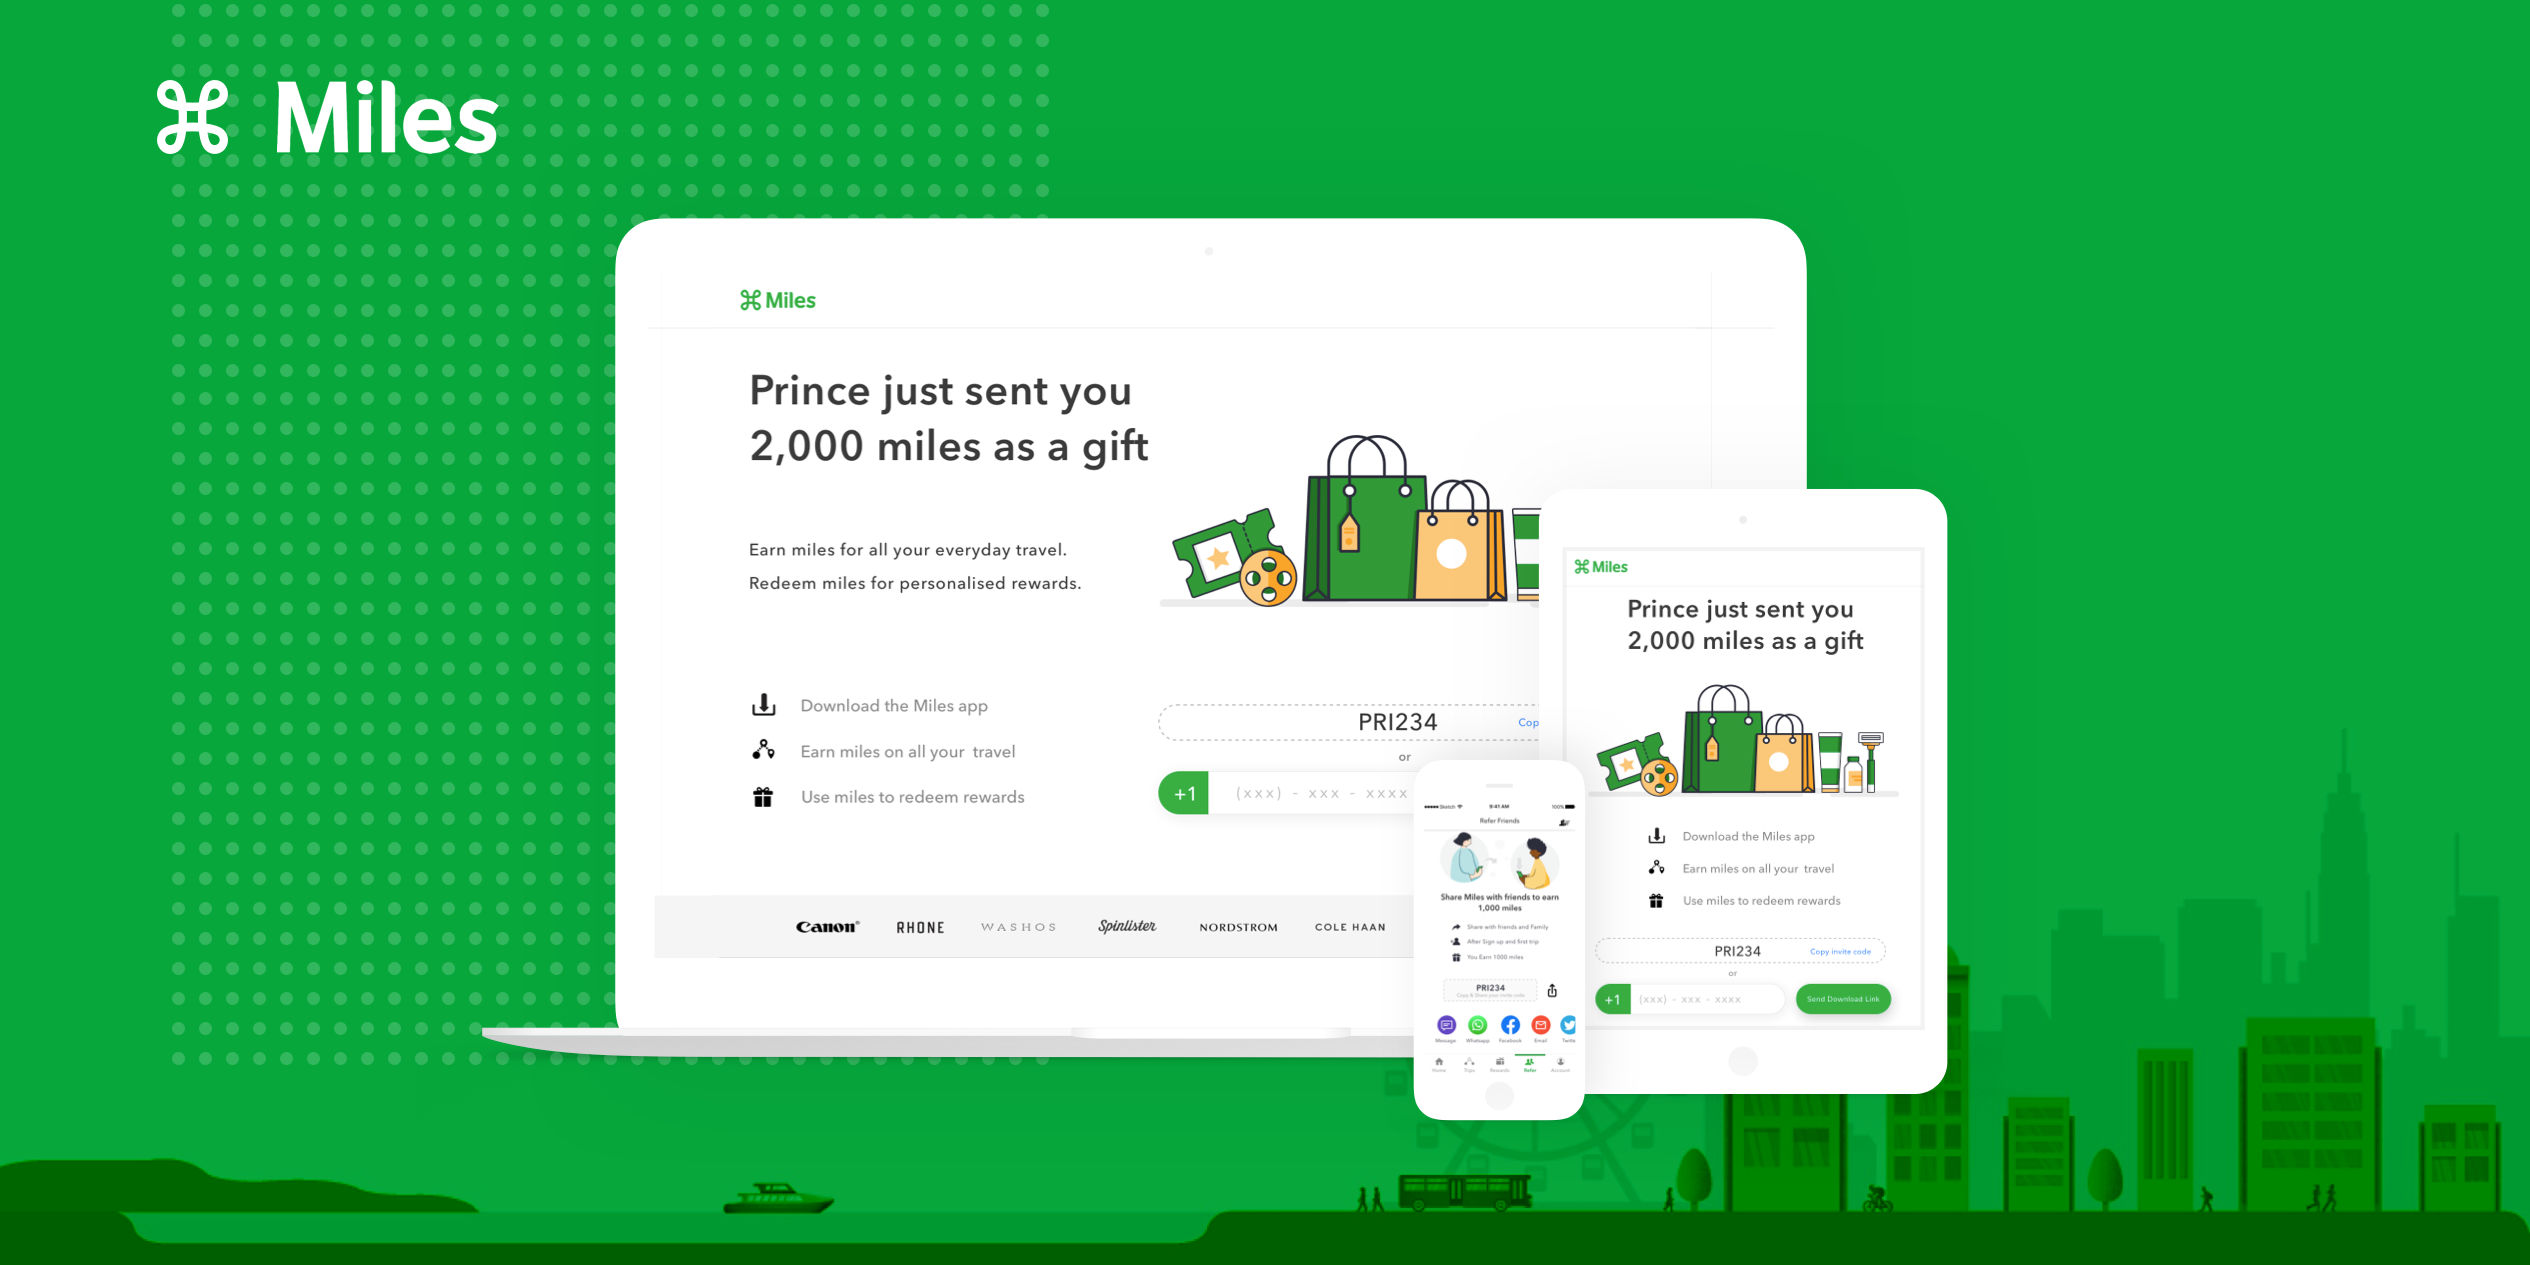 Miles
Miles
Prince just sent you
2,000 miles as a gift
Earn miles for all your everyday travel.
Redeem miles for personalised rewards.
Download the Miles app
Earn miles on all your travel
Use miles to redeem rewards
PRI234
Cop
or
+1 (xxx) - xxx - xxxx
Canon
RHONE
WASHOS
Spinlister
NORDSTROM
COLE HAAN
Miles
Prince just sent you
2,000 miles as a gift
Download the Miles app
Earn miles on all your travel
Use miles to redeem rewards
PRI234 Copy invite code
or
+1 (xxx) - xxx - xxxx Send Download Link
Sketch 9:41 AM 100%
Refer Friends
Share Miles with friends to earn
1,000 miles
Share with friends and Family
After Sign up and first trip
You Earn 1000 miles
PRI234
Copy & Share your invite code
Message Whatsapp Facebook Email Twitte
Home Trips Rewards Refer Account